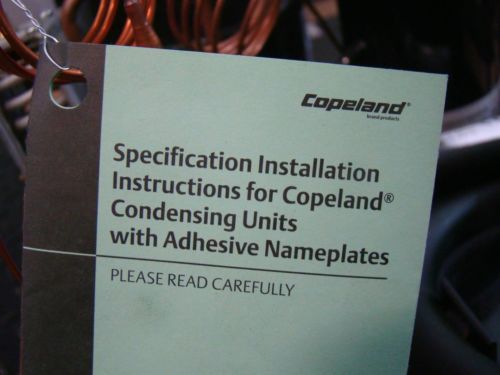 Copeland®
brand products
Specification Installation
Instructions for Copeland®
Condensing Units
with Adhesive Nameplates
PLEASE READ CAREFULLY